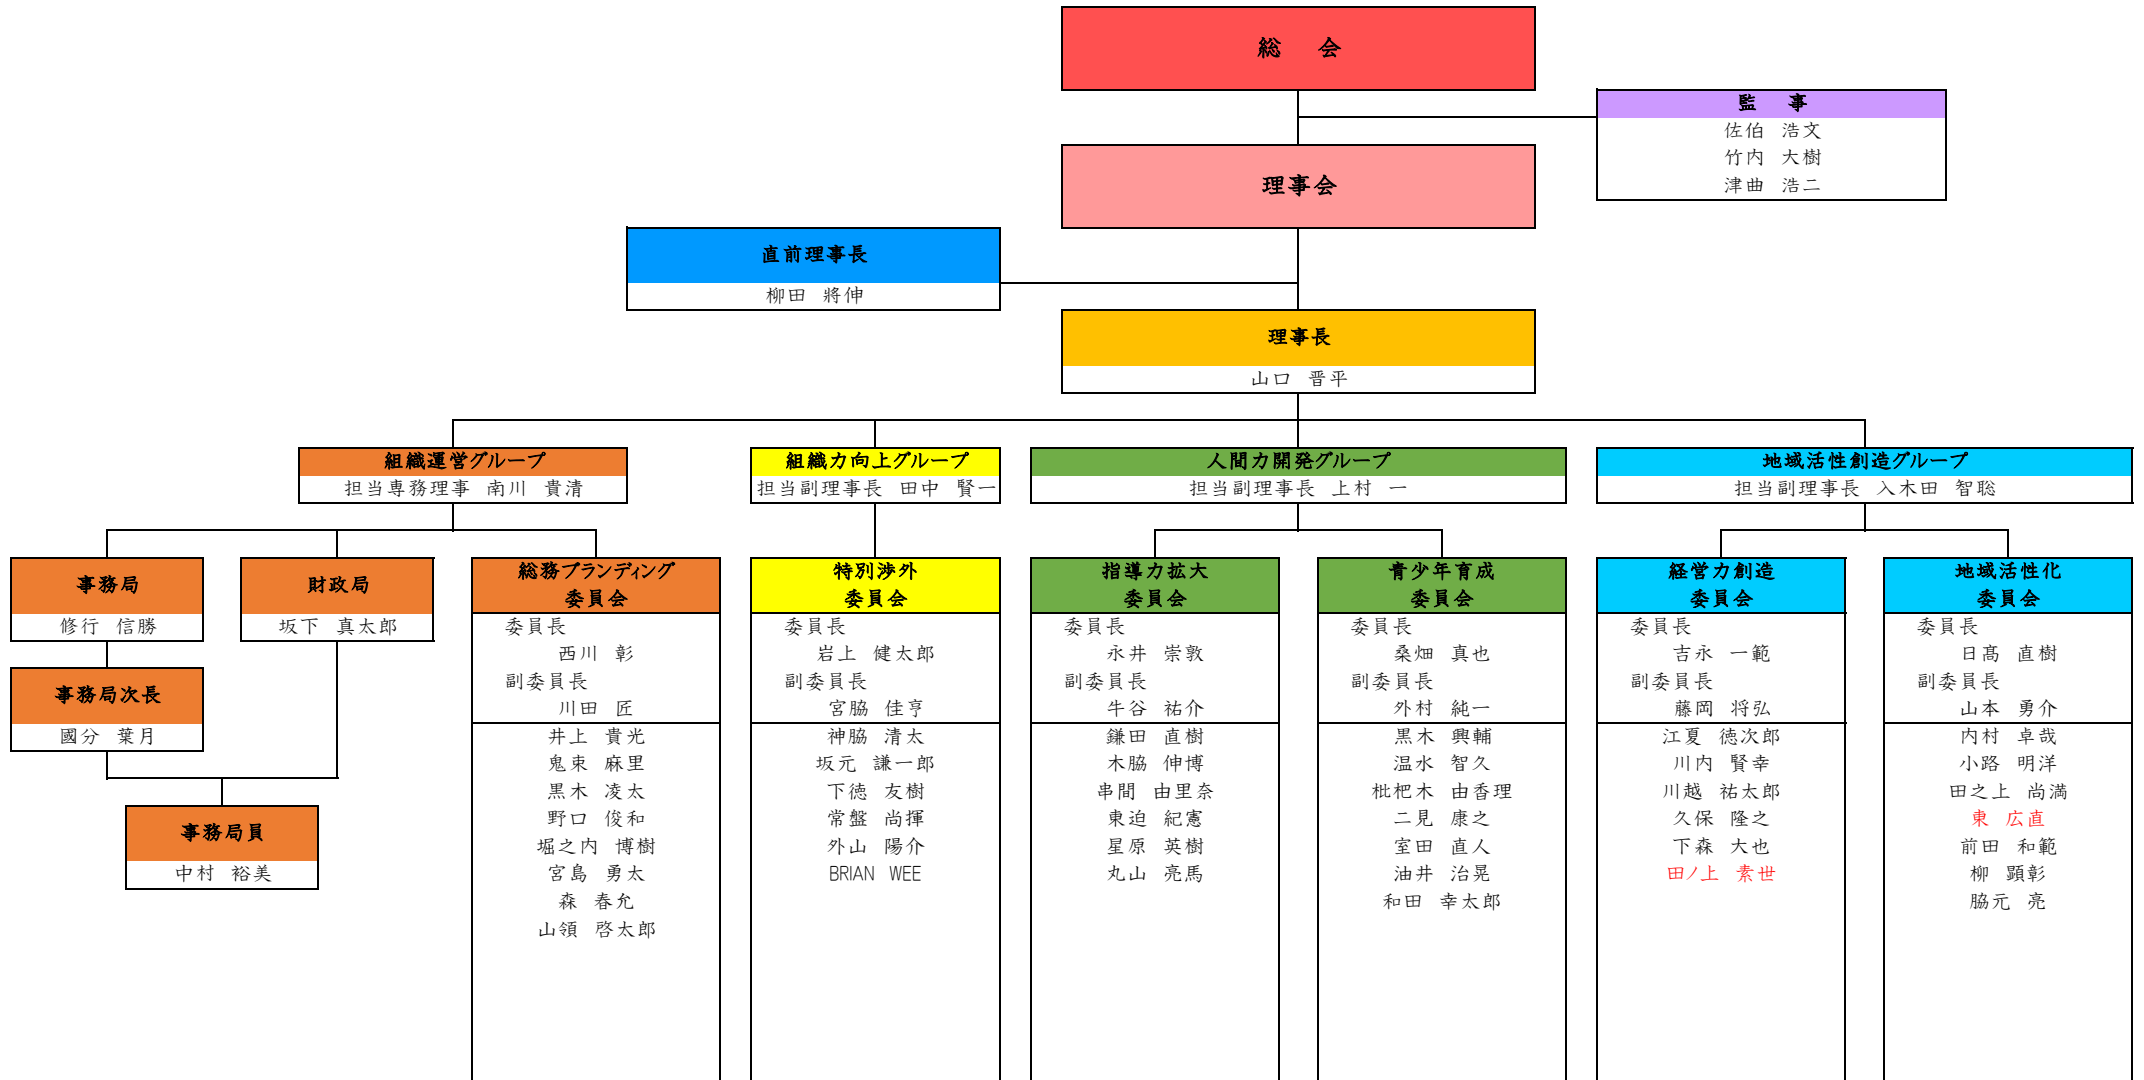 総　会
監　事
佐伯　浩文
竹内　大樹
津曲　浩二
理事会
直前理事長
柳田　將伸
理事長
山口　晋平
組織運営グループ
担当専務理事 南川　貴清
組織力向上グループ
担当副理事長　田中　賢一
人間力開発グループ
担当副理事長 上村　一
地域活性創造グループ
担当副理事長 入木田　智聡
事務局
修行　信勝
事務局次長
國分　葉月
財政局
坂下　真太郎
事務局員
中村　裕美
総務ブランディング
委員会
委員長
西川　彰
副委員長
川田　匠
井上　貴光
鬼束　麻里
黒木　凌太
野口　俊和
堀之内　博樹
宮島　勇太
森　春允
山領　啓太郎
特別渉外
委員会
委員長
岩上　健太郎
副委員長
宮脇　佳亨
神脇　清太
坂元　謙一郎
下徳　友樹
常盤　尚揮
外山　陽介
BRIAN　WEE
指導力拡大
委員会
委員長
永井　崇敦
副委員長
牛谷　祐介
鎌田　直樹
木脇　伸博
串間　由里奈
東迫　紀憲
星原　英樹
丸山　亮馬
青少年育成
委員会
委員長
桑畑　真也
副委員長
外村　純一
黒木　興輔
温水　智久
枇杷木　由香理
二見　康之
室田　直人
油井　治晃
和田　幸太郎
経営力創造
委員会
委員長
吉永　一範
副委員長
藤岡　将弘
江夏　徳次郎
川内　賢幸
川越　祐太郎
久保　隆之
下森　大也
田ノ上　素世
地域活性化
委員会
委員長
日髙　直樹
副委員長
山本　勇介
内村　卓哉
小路　明洋
田之上　尚満
東　広直
前田　和範
柳　顕彰
脇元　亮